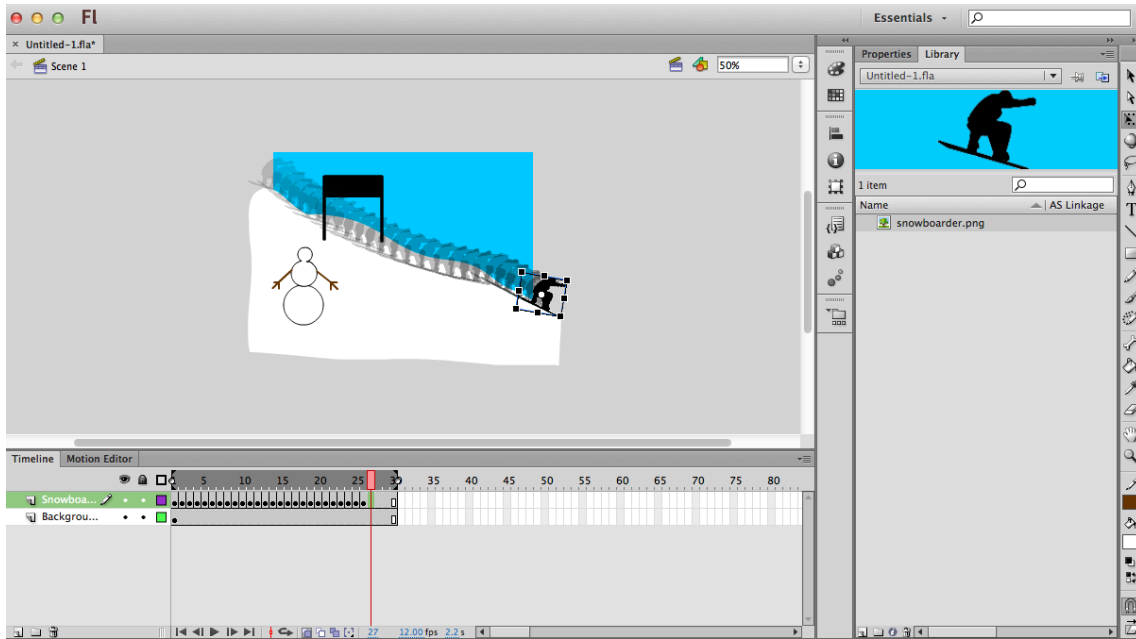 Fl
Essentials
× Untitled-1.fla*
Scene 1
50%
Properties Library
Untitled-1.fla
1 item
Name AS Linkage
snowboarder.png
T
Timeline Motion Editor
5 10 15 20 25 30 35 40 45 50 55 60 65 70 75 80
Snowboa...
Backgrou...
27 12.00 fps 2.2 s